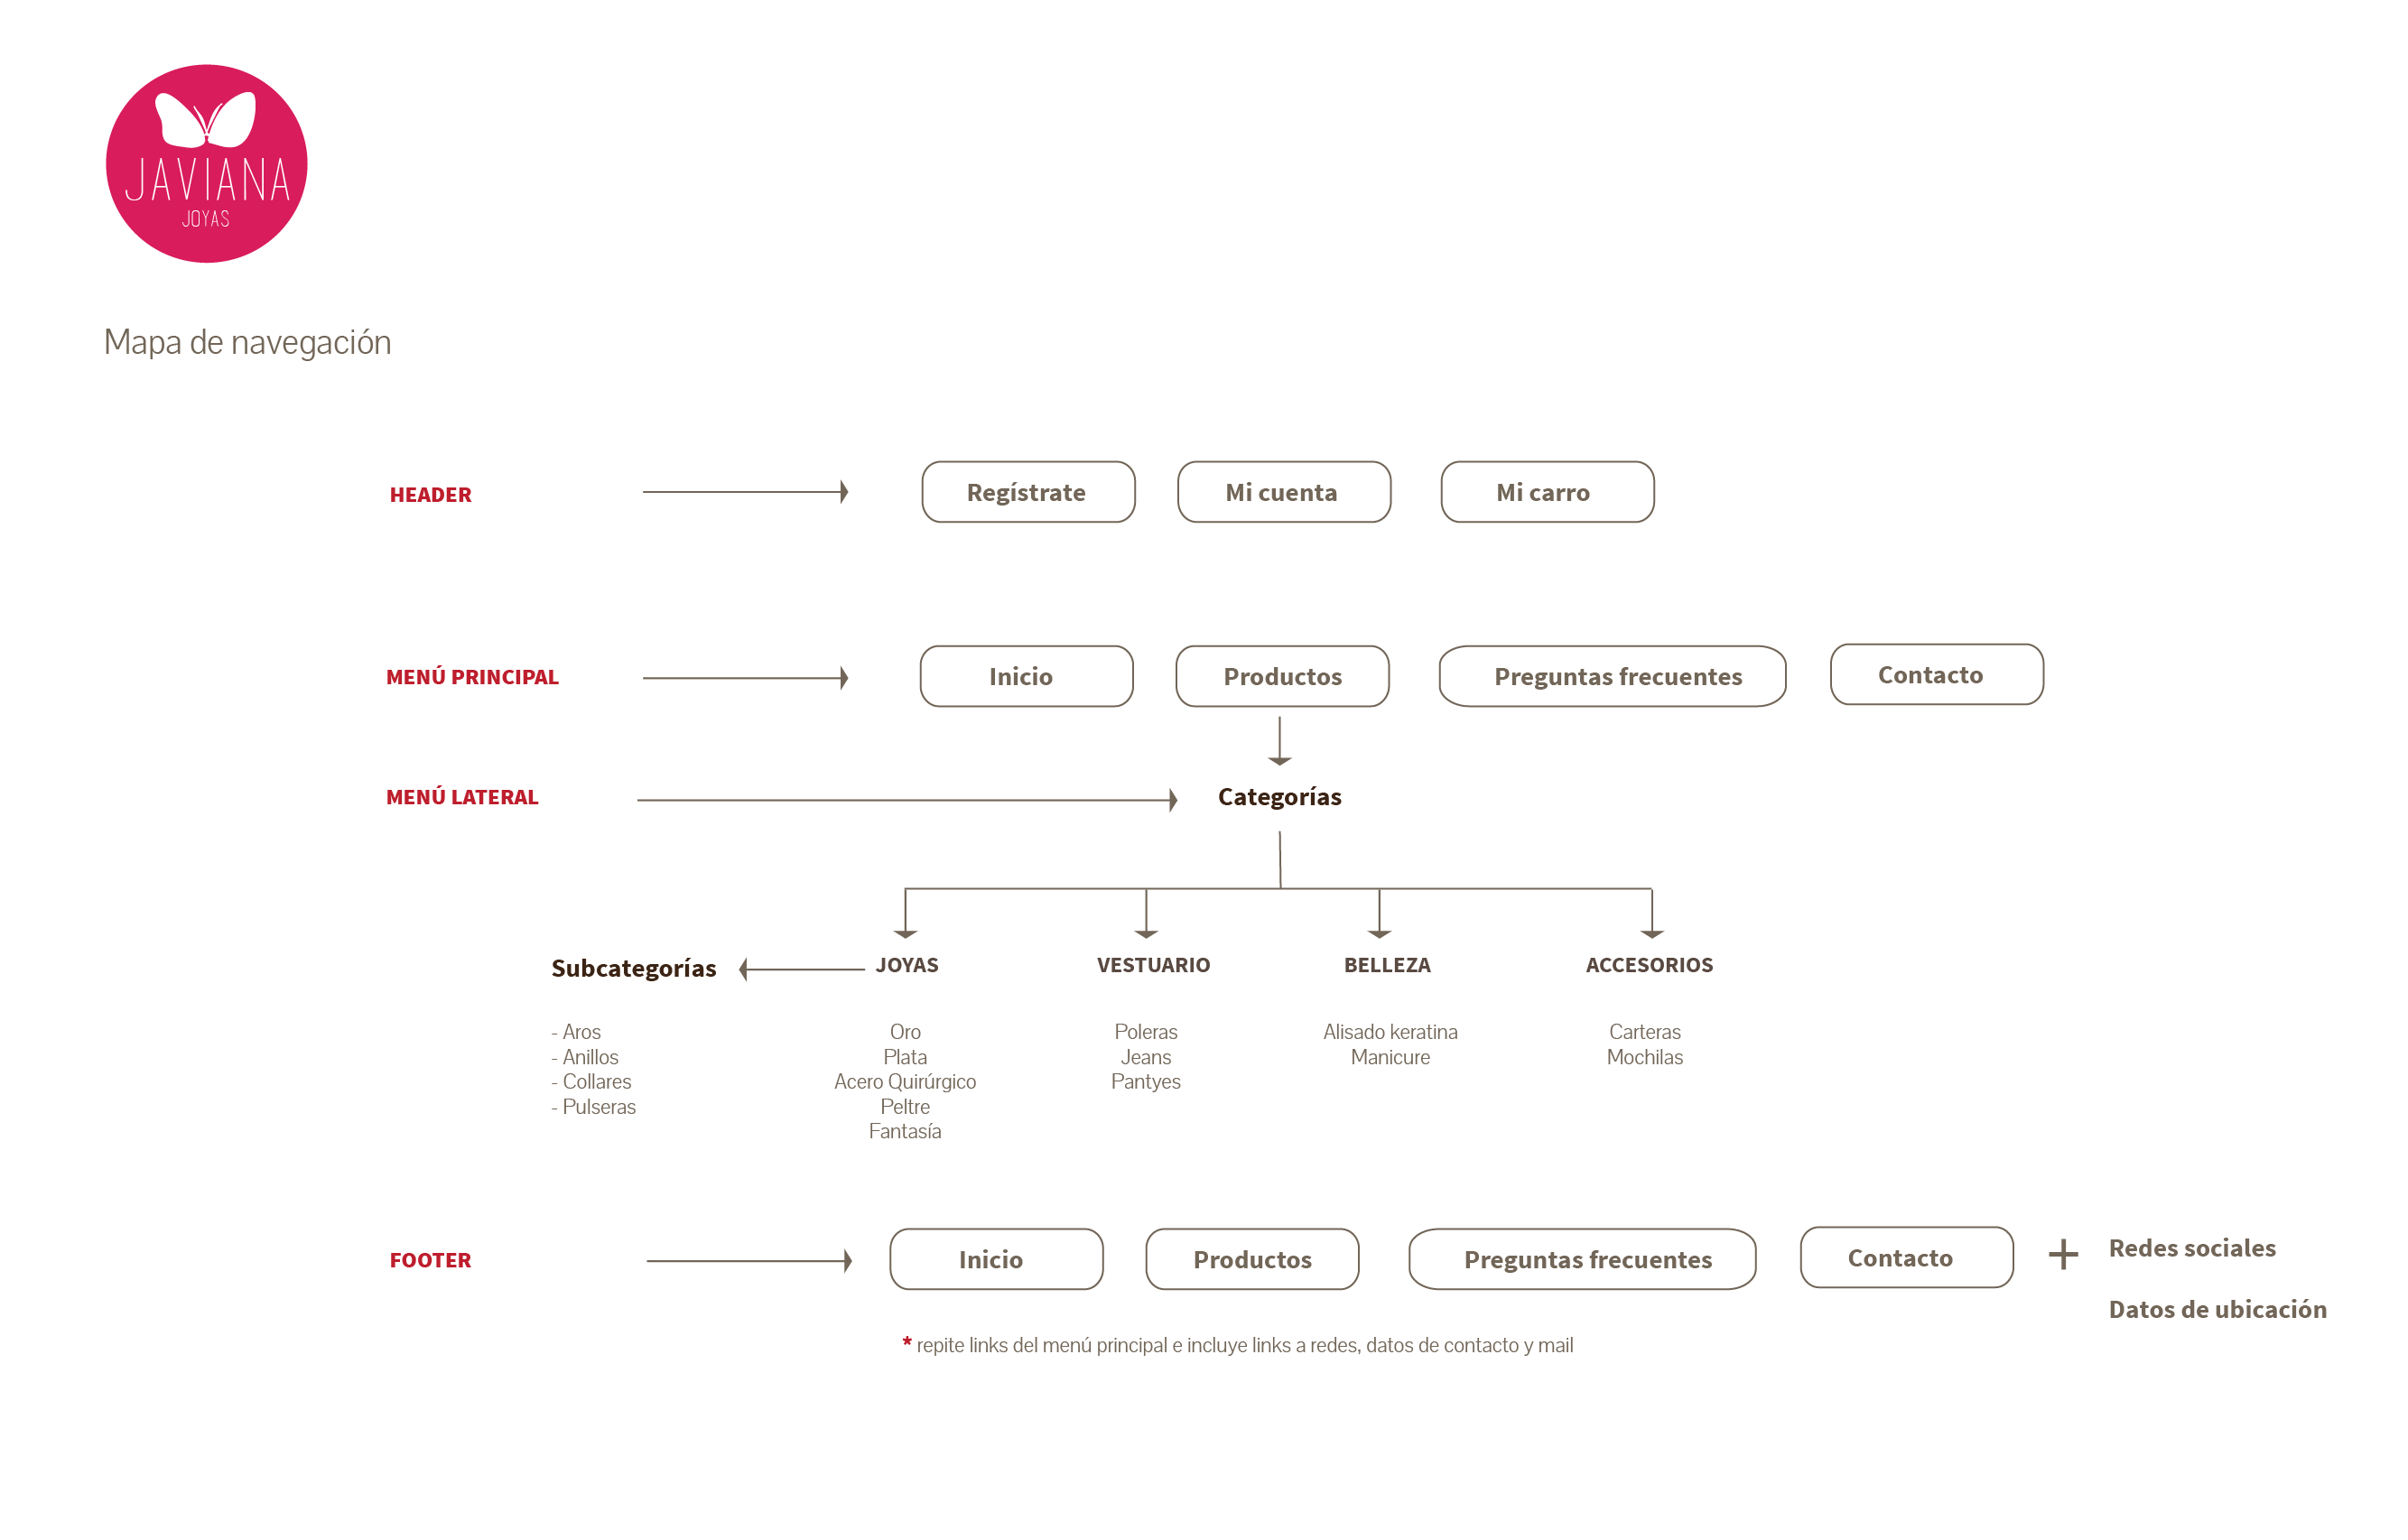 JAVIANA
JOYAS
Mapa de navegación
HEADER
Regístrate
Mi cuenta
Mi carro
MENÚ PRINCIPAL
Inicio
Productos
Preguntas frecuentes
Contacto
MENÚ LATERAL
Categorías
Subcategorías
- Aros
- Anillos
- Collares
- Pulseras
JOYAS
Oro
Plata
Acero Quirúrgico
Peltre
Fantasía
VESTUARIO
Poleras
Jeans
Pantyes
BELLEZA
Alisado keratina
Manicure
ACCESORIOS
Carteras
Mochilas
FOOTER
Inicio
Productos
Preguntas frecuentes
Contacto
+
Redes sociales
Datos de ubicación
* repite links del menú principal e incluye links a redes, datos de contacto y mail